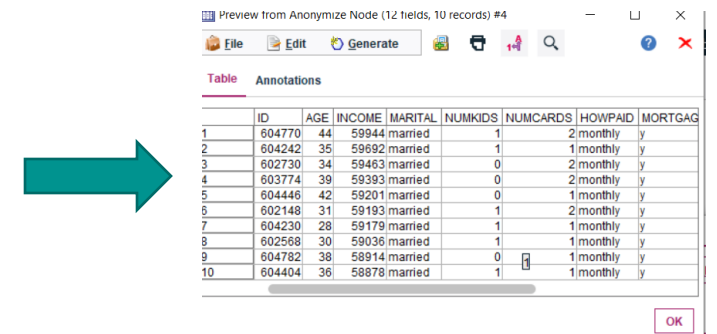 Preview from Anonymize Node (12 fields, 10 records) #4
File Edit Generate
Table Annotations
ID AGE INCOME MARITAL NUMKIDS NUMCARDS HOWPAID MORTGAG
1 604770 44 59944 married 1 2 monthly y
2 604242 35 59692 married 1 1 monthly y
3 602730 34 59463 married 0 2 monthly y
4 603774 39 59393 married 0 2 monthly y
5 604446 42 59201 married 0 1 monthly y
6 602148 31 59193 married 1 2 monthly y
7 604230 28 59179 married 1 1 monthly y
8 602568 30 59036 married 1 1 monthly y
9 604782 38 58914 married 0 1 monthly y
10 604404 36 58878 married 1 1 monthly y
1
OK